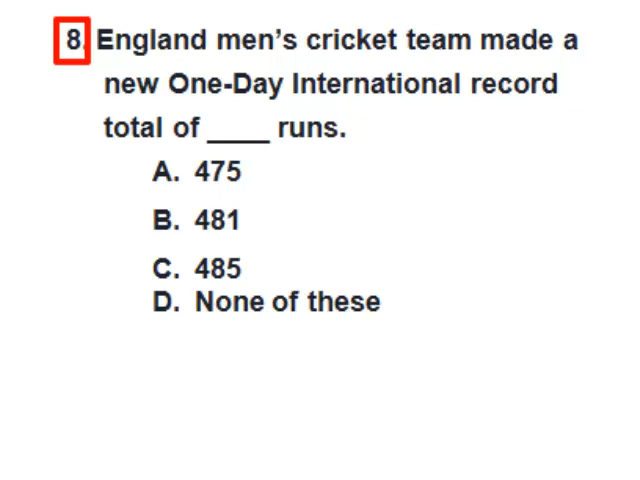 8. England men's cricket team made a
new One-Day International record
total of ____ runs.
A. 475
B. 481
C. 485
D. None of these